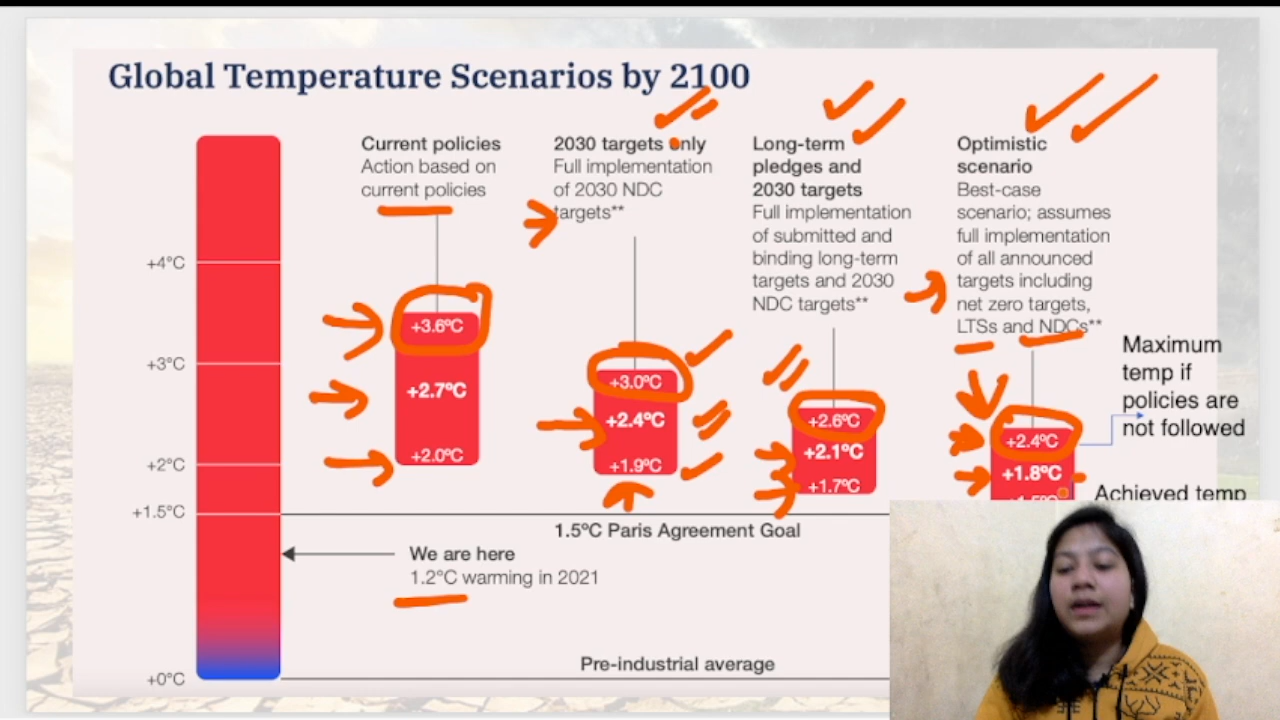 Global Temperature Scenarios by 2100
Current policies
Action based on
current policies
2030 targets only
Full implementation
of 2030 NDC
targets**
Long-term
pledges and
2030 targets
Full implementation
of submitted and
binding long-term
targets and 2030
NDC targets**
Optimistic
scenario
Best-case
scenario; assumes
full implementation
of all announced
targets including
net zero targets,
LTSs and NDCs**
+4°C
+3°C
+2°C
+1.5°C
+0°C
+3.6°C
+2.7°C
+2.0°C
+3.0°C
+2.4°C
+1.9°C
+2.6°C
+2.1°C
+1.7°C
+2.4°C
+1.8°C
Maximum
temp if
policies are
not followed
Achieved temp
1.5°C Paris Agreement Goal
We are here
1.2°C warming in 2021
Pre-industrial average